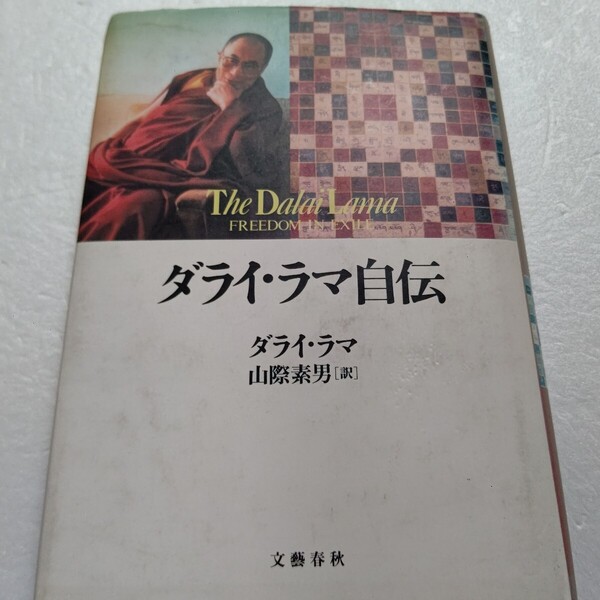 The Dalai Lama
FREEDOM IN EXILE
ダライ・ラマ自伝
ダライ・ラマ
山際素男[訳]
文藝春秋